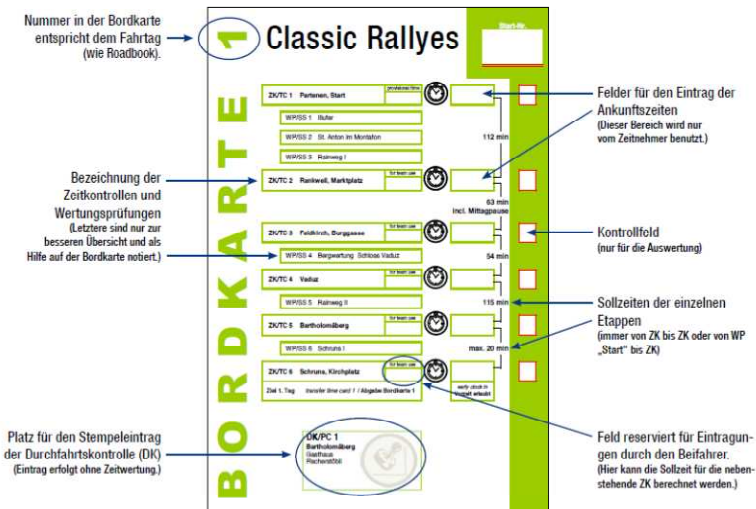 Nummer in der Bordkarte
entspricht dem Fahrtag
(wie Roadbook).
1 Classic Rallyes
Start-Nr.
BORDKARTE
ZK/TC 1 Partenen, Start
provisional time
WP/SS 1 Illufer
WP/SS 2 St. Anton im Montafon
112 min
WP/SS 3 Rainweg I
ZK/TC 2 Rankweil, Marktplatz
for team use
63 min
incl. Mittagpause
ZK/TC 3 Feldkirch, Burggasse
for team use
WP/SS 4 Bergwertung Schloss Vaduz
54 min
ZK/TC 4 Vaduz
for team use
WP/SS 5 Rainweg II
115 min
ZK/TC 5 Bartholomäberg
for team use
WP/SS 6 Schruns I
max. 20 min
ZK/TC 6 Schruns, Kirchplatz
for team use
Ziel 1. Tag transfer time card 1 / Abgabe Bordkarte 1
early clock in
Vorzeit erlaubt
DK/PC 1
Bartholomäberg
Gasthaus
Fischerstöbli
Bezeichnung der
Zeitkontrollen und
Wertungsprüfungen
(Letztere sind nur zur
besseren Übersicht und als
Hilfe auf der Bordkarte notiert.)
Platz für den Stempeleintrag
der Durchfahrtskontrolle (DK)
(Eintrag erfolgt ohne Zeitwertung.)
Felder für den Eintrag der
Ankunftszeiten
(Dieser Bereich wird nur
vom Zeitnehmer benutzt.)
Kontrollfeld
(nur für die Auswertung)
Sollzeiten der einzelnen
Etappen
(immer von ZK bis ZK oder von WP
„Start" bis ZK)
Feld reserviert für Eintragun-
gen durch den Beifahrer.
(Hier kann die Sollzeit für die neben-
stehende ZK berechnet werden.)